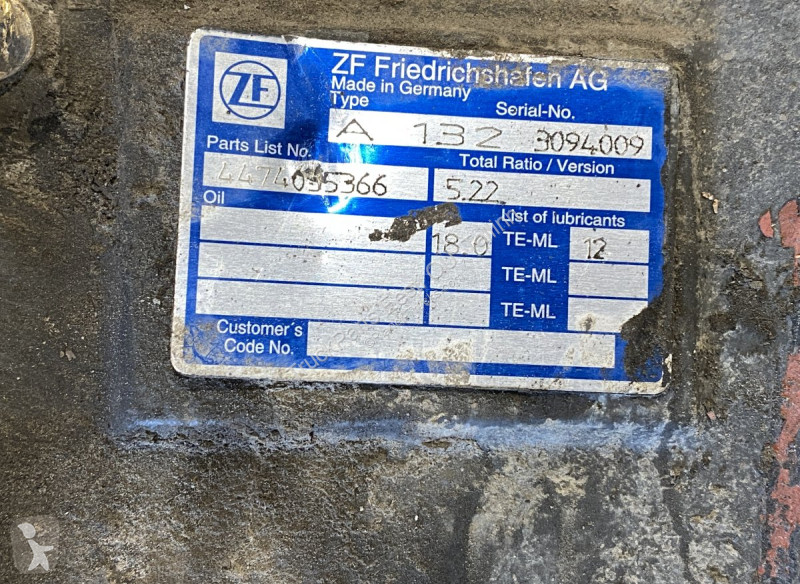 ZF
ZF Friedrichshafen AG
Made in Germany
Type Serial-No.
A 132 3094009
Parts List No. Total Ratio / Version
4474035366 5.22
Oil List of lubricants
18.0 TE-ML 12
TE-ML
TE-ML
Customer's
Code No.